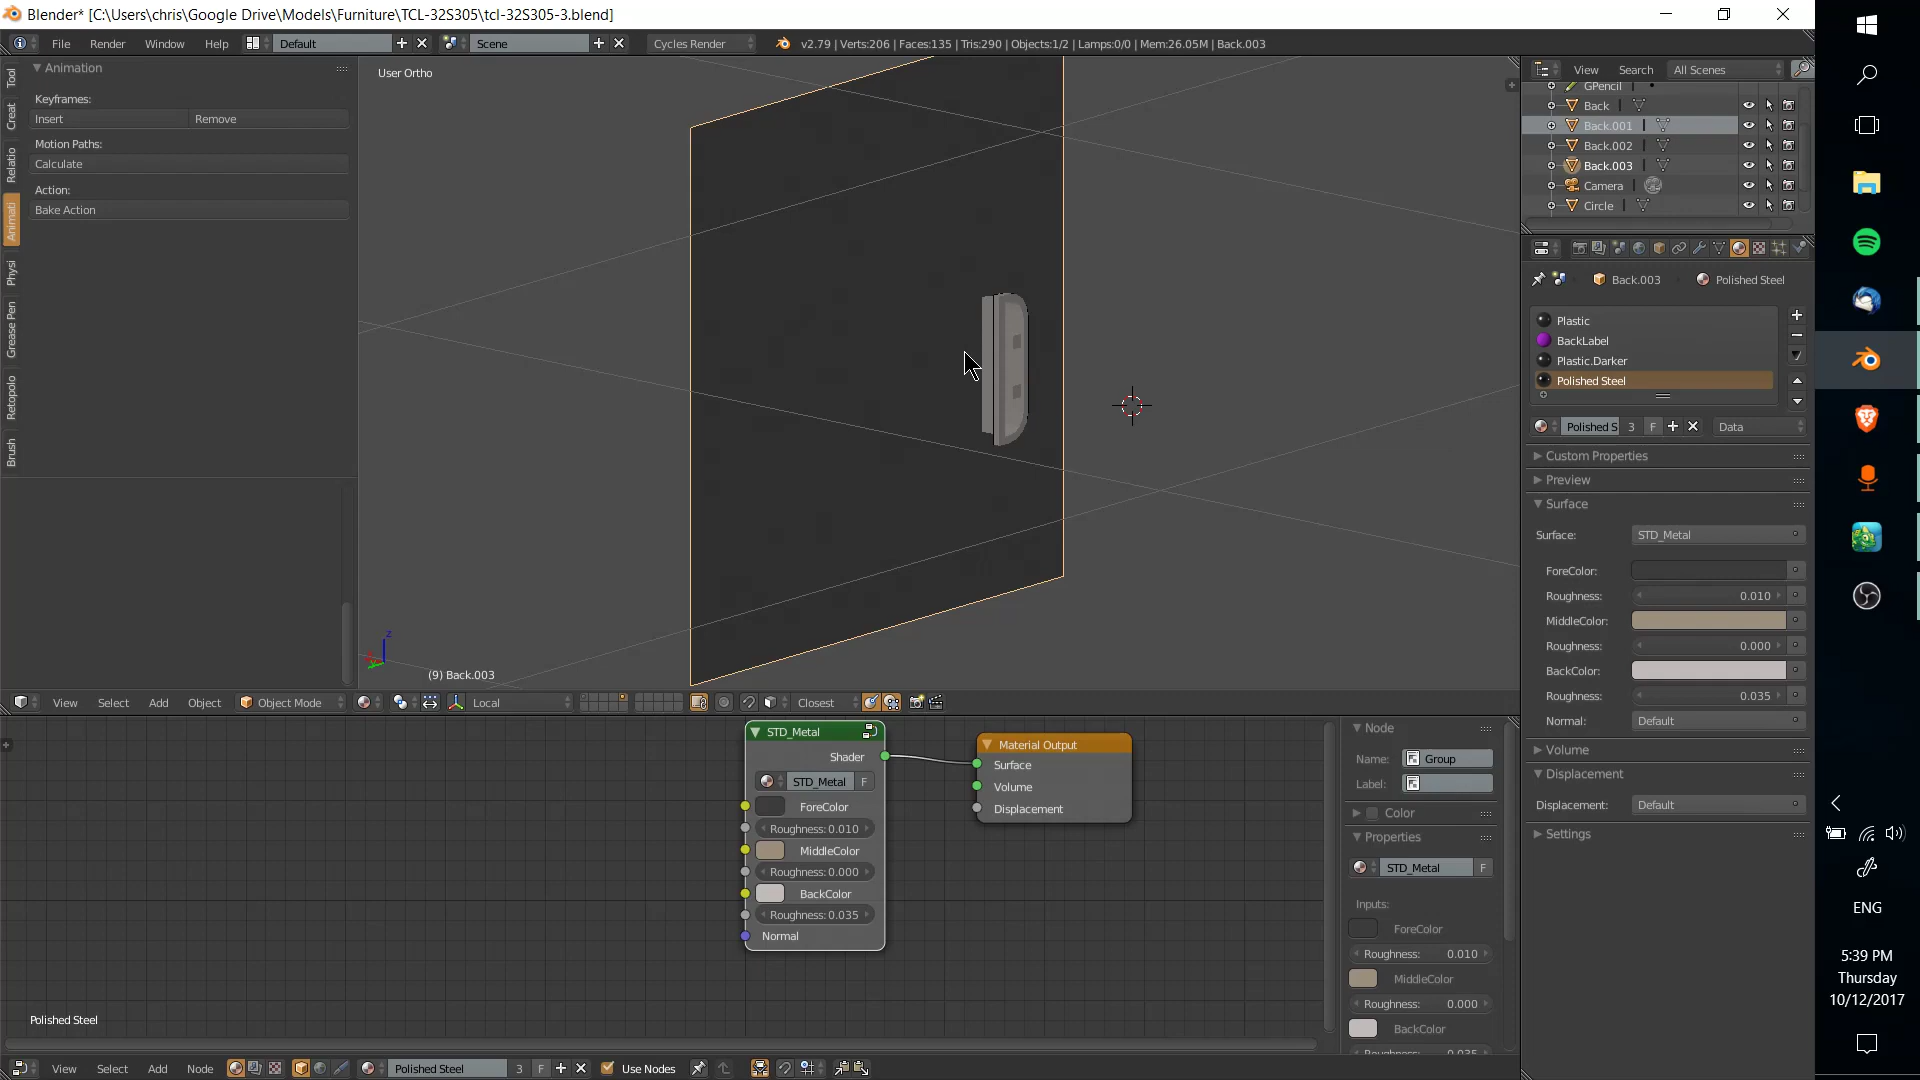 Blender* [C:\Users\chris\Google Drive\Models\Furniture\TCL-32S305\tcl-32S305-3.blend]
File Render Window Help Default Scene Cycles Render v2.79 | Verts:206 | Faces:135 | Tris:290 | Objects:1/2 | Lamps:0/0 | Mem:26.05M | Back.003
Tool
Creat
Relatio
Animati
Physi
Grease Pen
Retopolo
Brush
Animation
Keyframes:
Insert Remove
Motion Paths:
Calculate
Action:
Bake Action
User Ortho
z
(9) Back.003
View Select Add Object Object Mode Local Closest
View Search All Scenes
GPencil
Back
Back.001
Back.002
Back.003
Camera
Circle
Back.003 Polished Steel
Plastic
BackLabel
Plastic.Darker
Polished Steel
Polished S 3 F Data
Custom Properties
Preview
Surface
Surface: STD_Metal
ForeColor:
Roughness: 0.010
MiddleColor:
Roughness: 0.000
BackColor:
Roughness: 0.035
Normal: Default
Volume
Displacement
Displacement: Default
Settings
STD_Metal
Shader
STD_Metal F
ForeColor
Roughness: 0.010
MiddleColor
Roughness: 0.000
BackColor
Roughness: 0.035
Normal
Material Output
Surface
Volume
Displacement
Node
Name: Group
Label:
Color
Properties
STD_Metal F
Inputs:
ForeColor
Roughness: 0.010
MiddleColor
Roughness: 0.000
BackColor
Polished Steel
View Select Add Node Polished Steel 3 F Use Nodes
ENG
5:39 PM
Thursday
10/12/2017